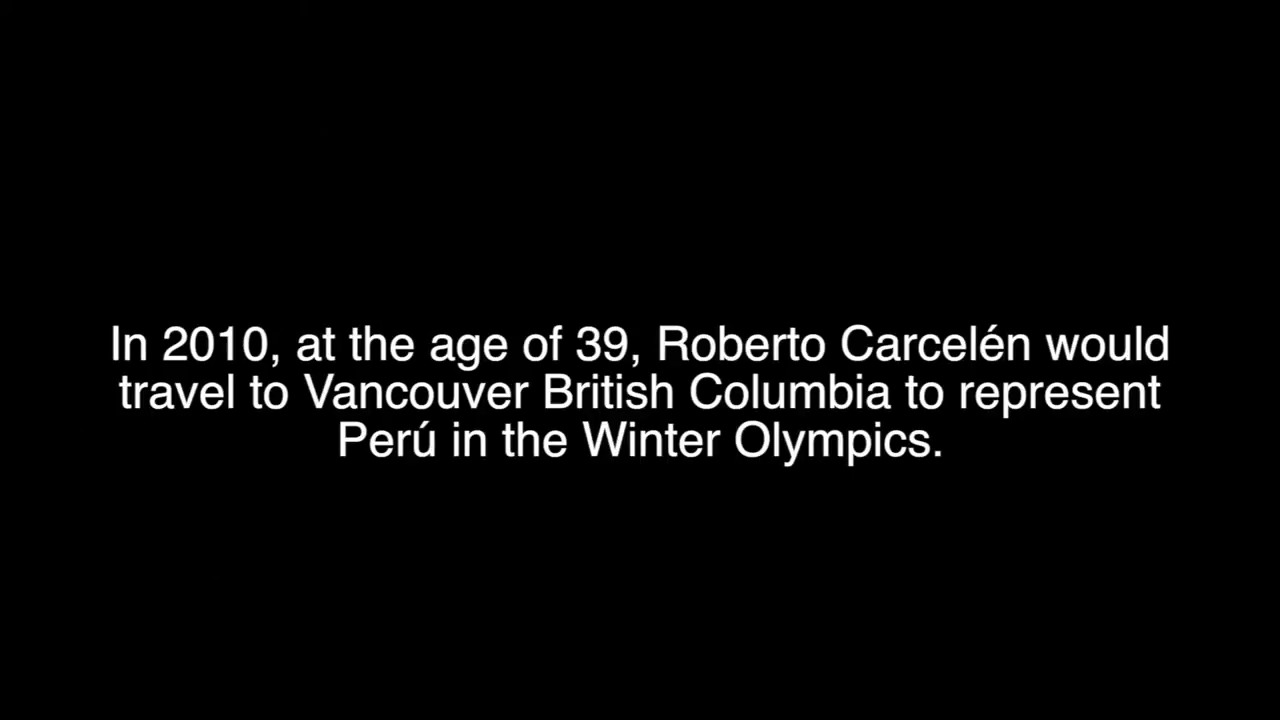 In 2010, at the age of 39, Roberto Carcelén would
travel to Vancouver British Columbia to represent
Perú in the Winter Olympics.